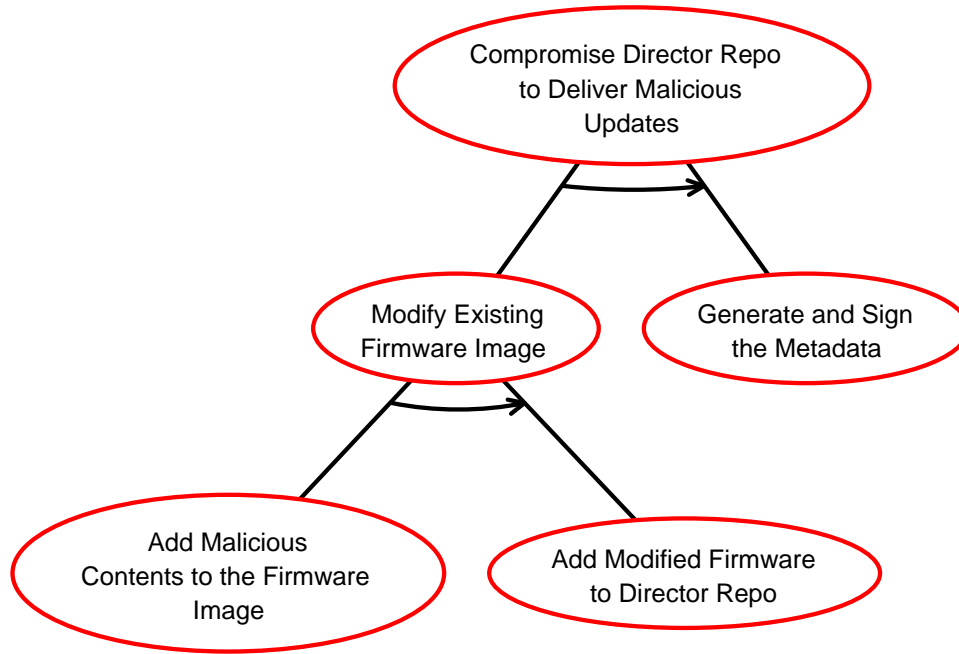 Compromise Director Repo
to Deliver Malicious
Updates
Modify Existing
Firmware Image
Generate and Sign
the Metadata
Add Malicious
Contents to the Firmware
Image
Add Modified Firmware
to Director Repo